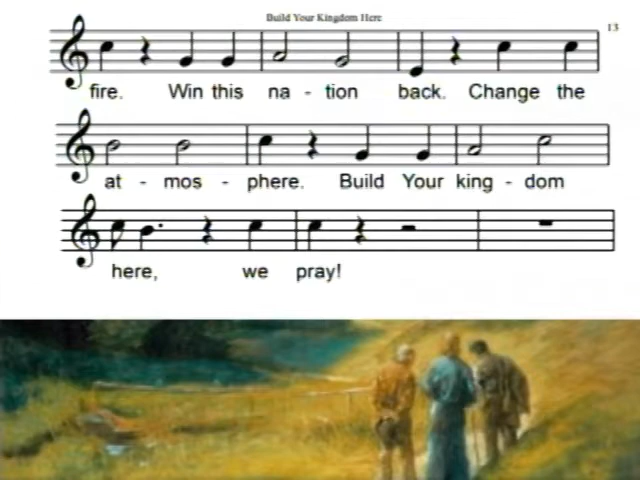 Build Your Kingdom Here
13
fire. Win this na - tion back. Change the
at - mos - phere. Build Your king - dom
here, we pray!